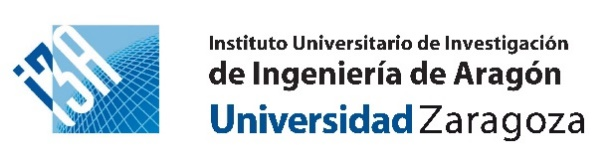 i3A
Instituto Universitario de Investigación
de Ingeniería de Aragón
Universidad Zaragoza